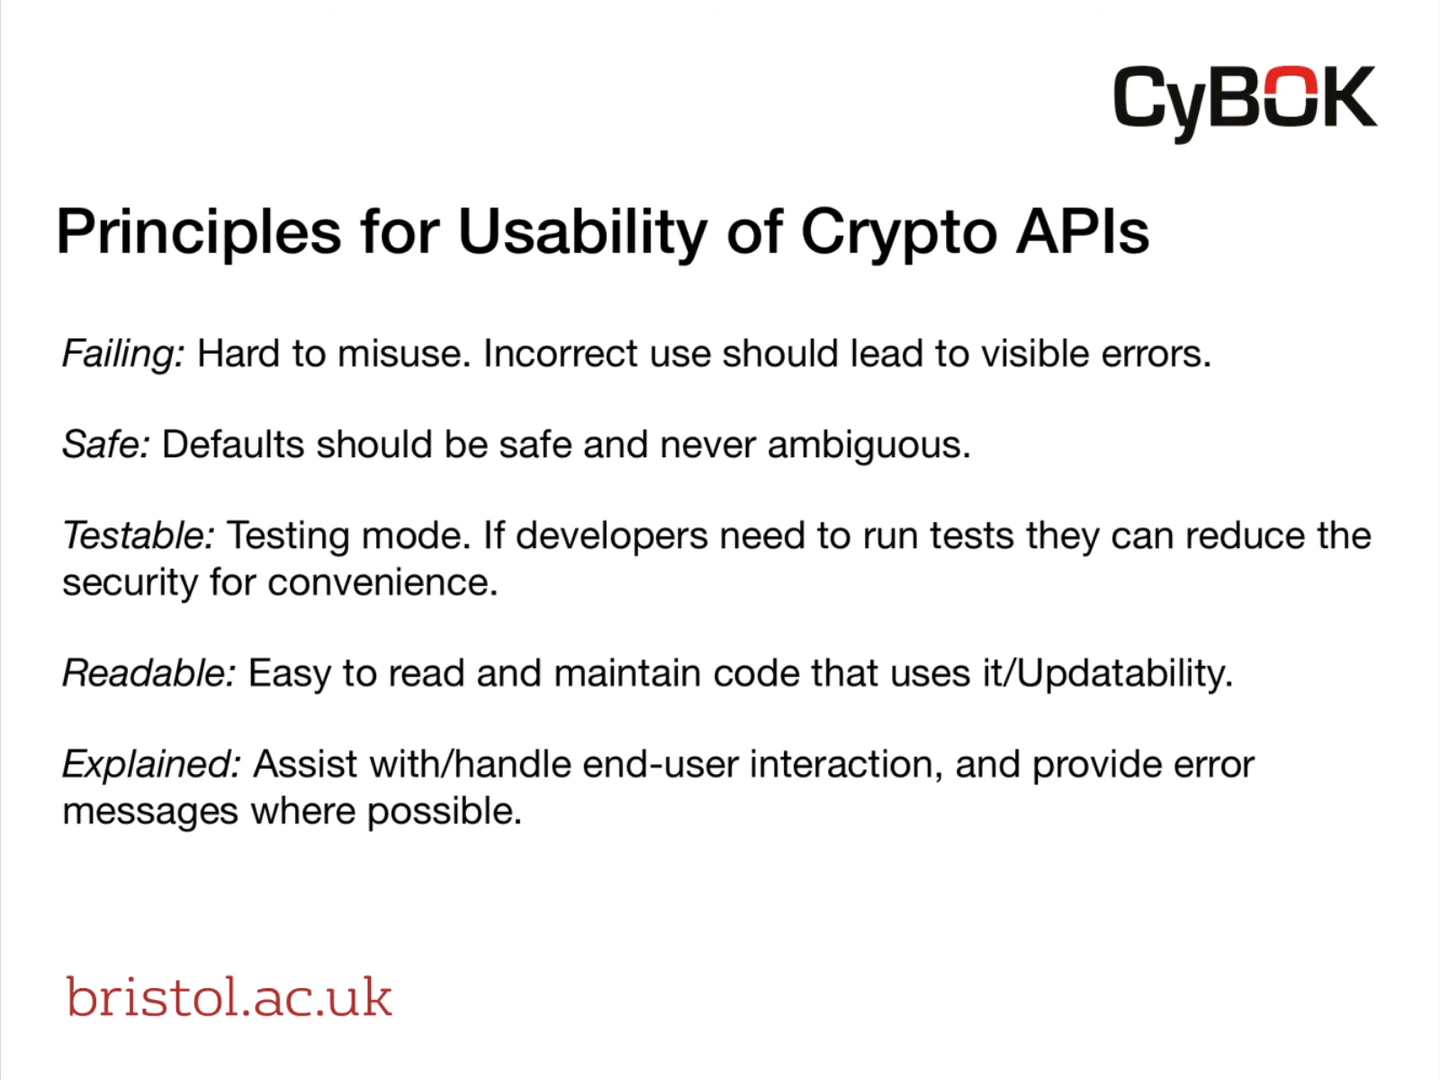 CyBOK
Principles for Usability of Crypto APIs
Failing: Hard to misuse. Incorrect use should lead to visible errors.
Safe: Defaults should be safe and never ambiguous.
Testable: Testing mode. If developers need to run tests they can reduce the
security for convenience.
Readable: Easy to read and maintain code that uses it/Updatability.
Explained: Assist with/handle end-user interaction, and provide error
messages where possible.
bristol.ac.uk